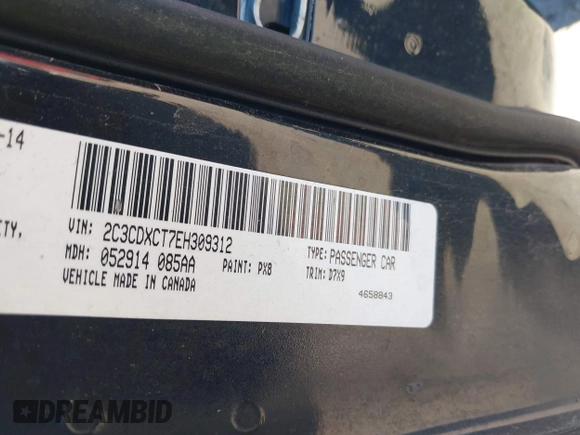 -14
ETY,
VIN: 2C3CDXCT7EH309312
MDH: 052914 085AA PAINT: PX8 TYPE: PASSENGER CAR
VEHICLE MADE IN CANADA TRIM: D7X9
4658843
DREAMBID